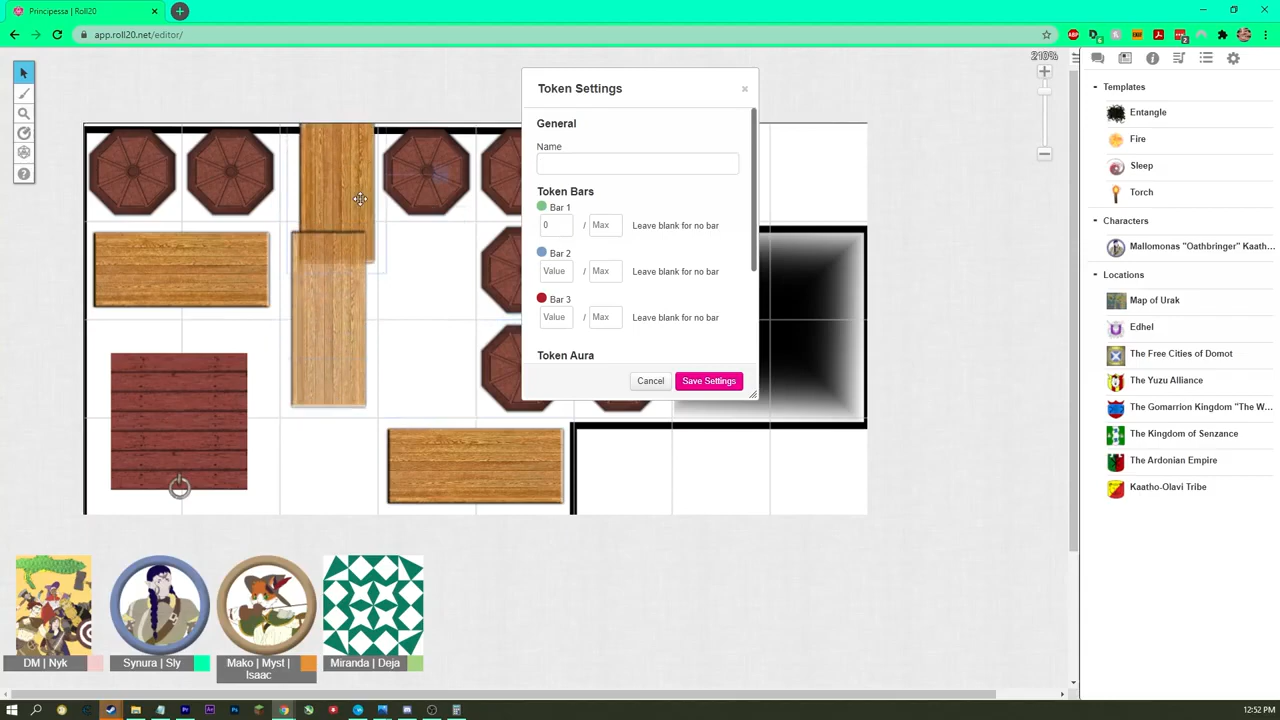 Principessa | Roll20
app.roll20.net/editor/
2
210%
Token Settings
General
Name
Token Bars
Bar 1
0 / Max Leave blank for no bar
Bar 2
Value / Max Leave blank for no bar
Bar 3
Value / Max Leave blank for no bar
Token Aura
Cancel Save Settings
Templates
Entangle
Fire
Sleep
Torch
Characters
Mallomonas "Oathbringer" Kaath...
Locations
Map of Urak
Edhel
The Free Cities of Domot
The Yuzu Alliance
The Gomarrion Kingdom "The W...
The Kingdom of Senzance
The Ardonian Empire
Kaatho-Olavi Tribe
DM | Nyk
Synura | Sly
Mako | Myst |
Isaac
Miranda | Deja
12:52 PM